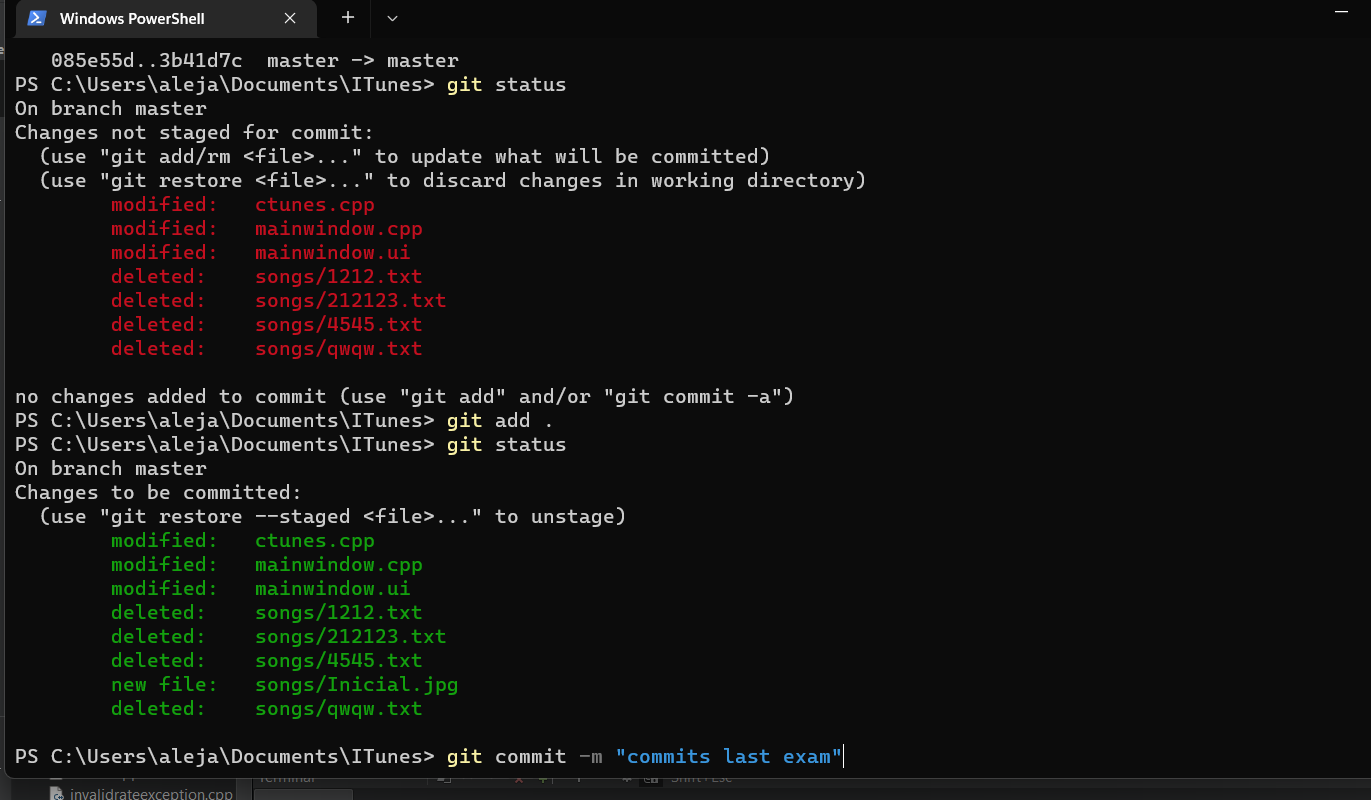 Windows PowerShell
085e55d..3b41d7c  master -> master
PS C:\Users\aleja\Documents\ITunes> git status
On branch master
Changes not staged for commit:
  (use "git add/rm <file>..." to update what will be committed)
  (use "git restore <file>..." to discard changes in working directory)
        modified:   ctunes.cpp
        modified:   mainwindow.cpp
        modified:   mainwindow.ui
        deleted:    songs/1212.txt
        deleted:    songs/212123.txt
        deleted:    songs/4545.txt
        deleted:    songs/qwqw.txt
no changes added to commit (use "git add" and/or "git commit -a")
PS C:\Users\aleja\Documents\ITunes> git add .
PS C:\Users\aleja\Documents\ITunes> git status
On branch master
Changes to be committed:
  (use "git restore --staged <file>..." to unstage)
        modified:   ctunes.cpp
        modified:   mainwindow.cpp
        modified:   mainwindow.ui
        deleted:    songs/1212.txt
        deleted:    songs/212123.txt
        deleted:    songs/4545.txt
        new file:   songs/Inicial.jpg
        deleted:    songs/qwqw.txt
PS C:\Users\aleja\Documents\ITunes> git commit -m "commits last exam"
Terminal
Shift+Esc
invalidrateexception.cpp